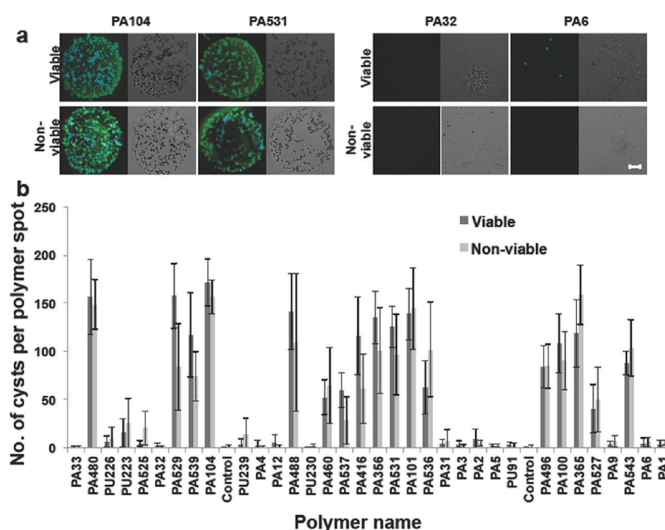 a
PA104 PA531 PA32 PA6
Viable Viable
Non-viable Non-viable
b
No. of cysts per polymer spot
250
200
150
100
50
0
Viable
Non-viable
PA33 PA480 PU226 PU223 PA525 PA32 PA529 PA539 PA104 Control PU239 PA4 PA12 PA488 PU230 PA460 PA537 PA416 PA356 PA531 PA101 PA536 PA31 PA3 PA2 PA5 PU91 Control PA496 PA100 PA365 PA527 PA9 PA543 PA6 PA1
Polymer name